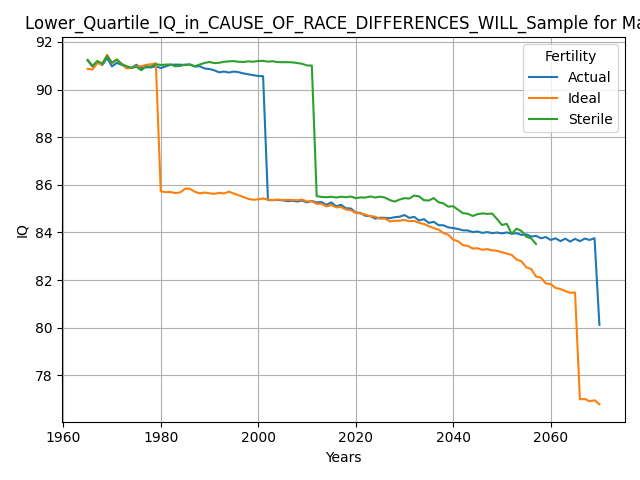 Lower_Quartile_IQ_in_CAUSE_OF_RACE_DIFFERENCES_WILL_Sample for Ma
92
90
88
86
84
82
80
78
IQ
Fertility
Actual
Ideal
Sterile
1960 1980 2000 2020 2040 2060
Years